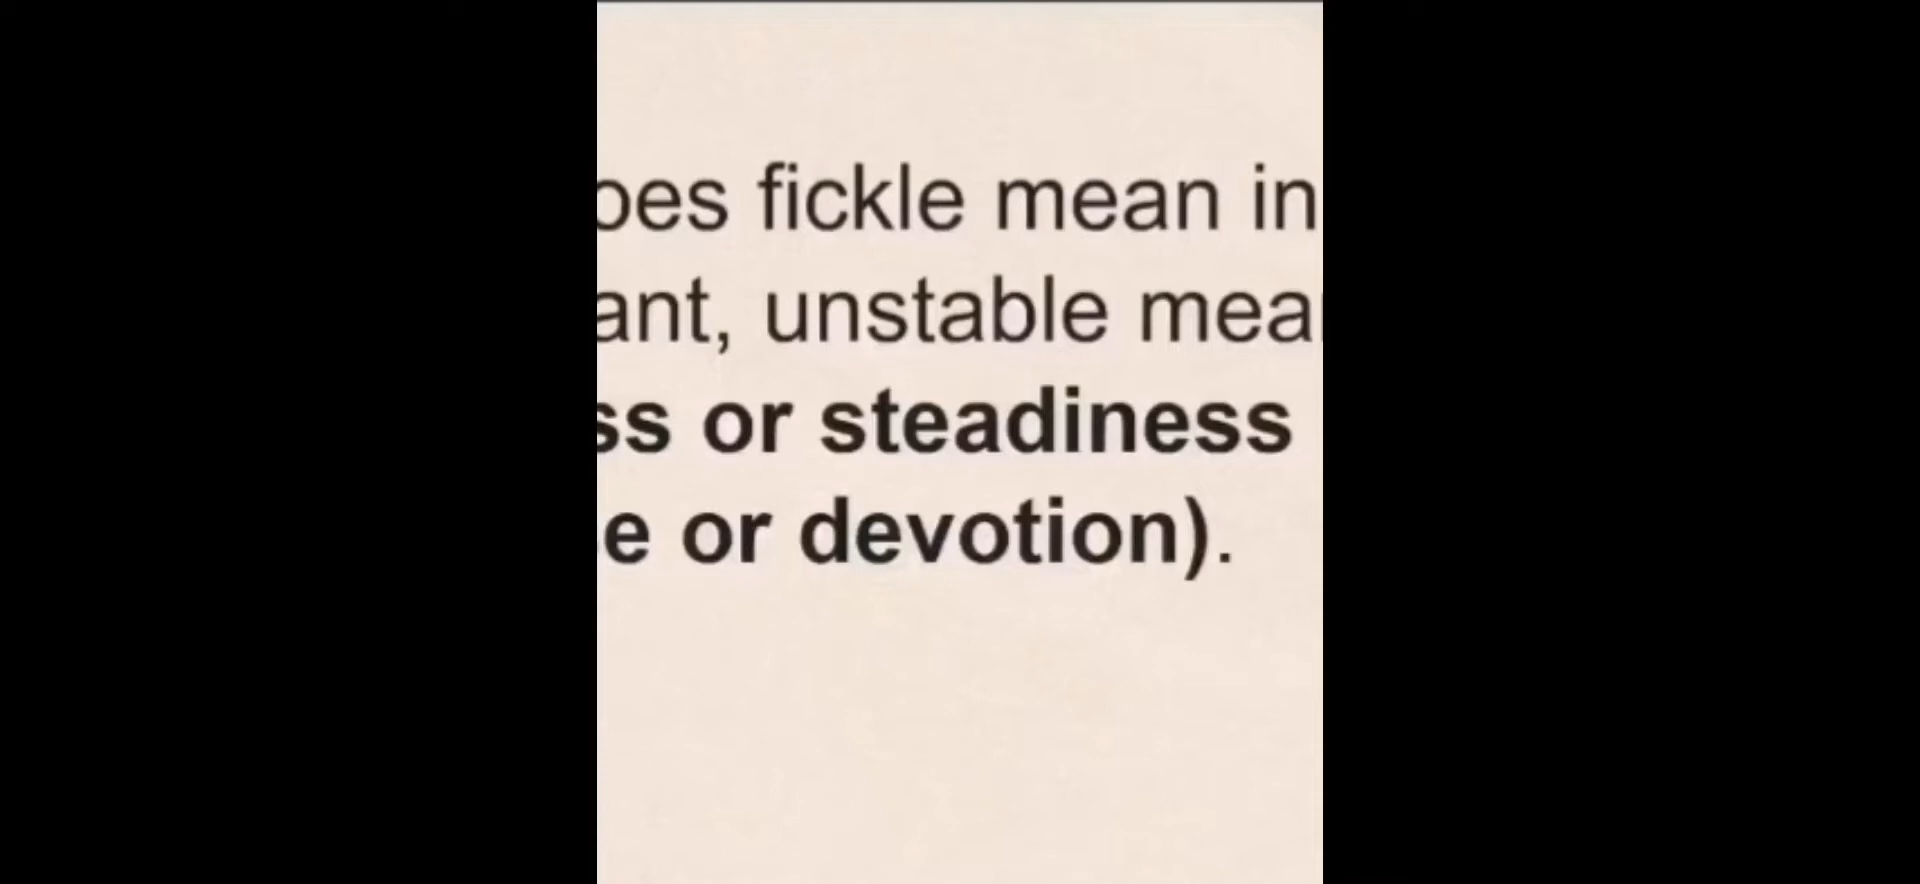 oes fickle mean in
ant, unstable mea
ss or steadiness
e or devotion).